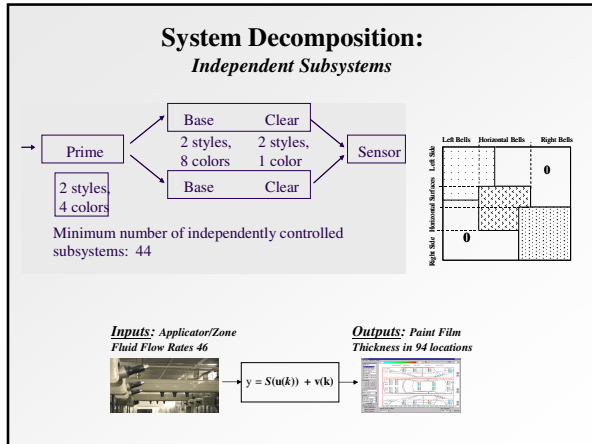 System Decomposition:
Independent Subsystems
Base Clear
Prime
2 styles, 8 colors
2 styles, 1 color
Sensor
2 styles, 4 colors
Base Clear
Minimum number of independently controlled
subsystems: 44
Left Bells Horizontal Bells Right Bells
Left Side
Horizontal Surfaces
Right Side
0
0
Inputs: Applicator/Zone
Fluid Flow Rates 46
Outputs: Paint Film
Thickness in 94 locations
y = S(u(k)) + v(k)